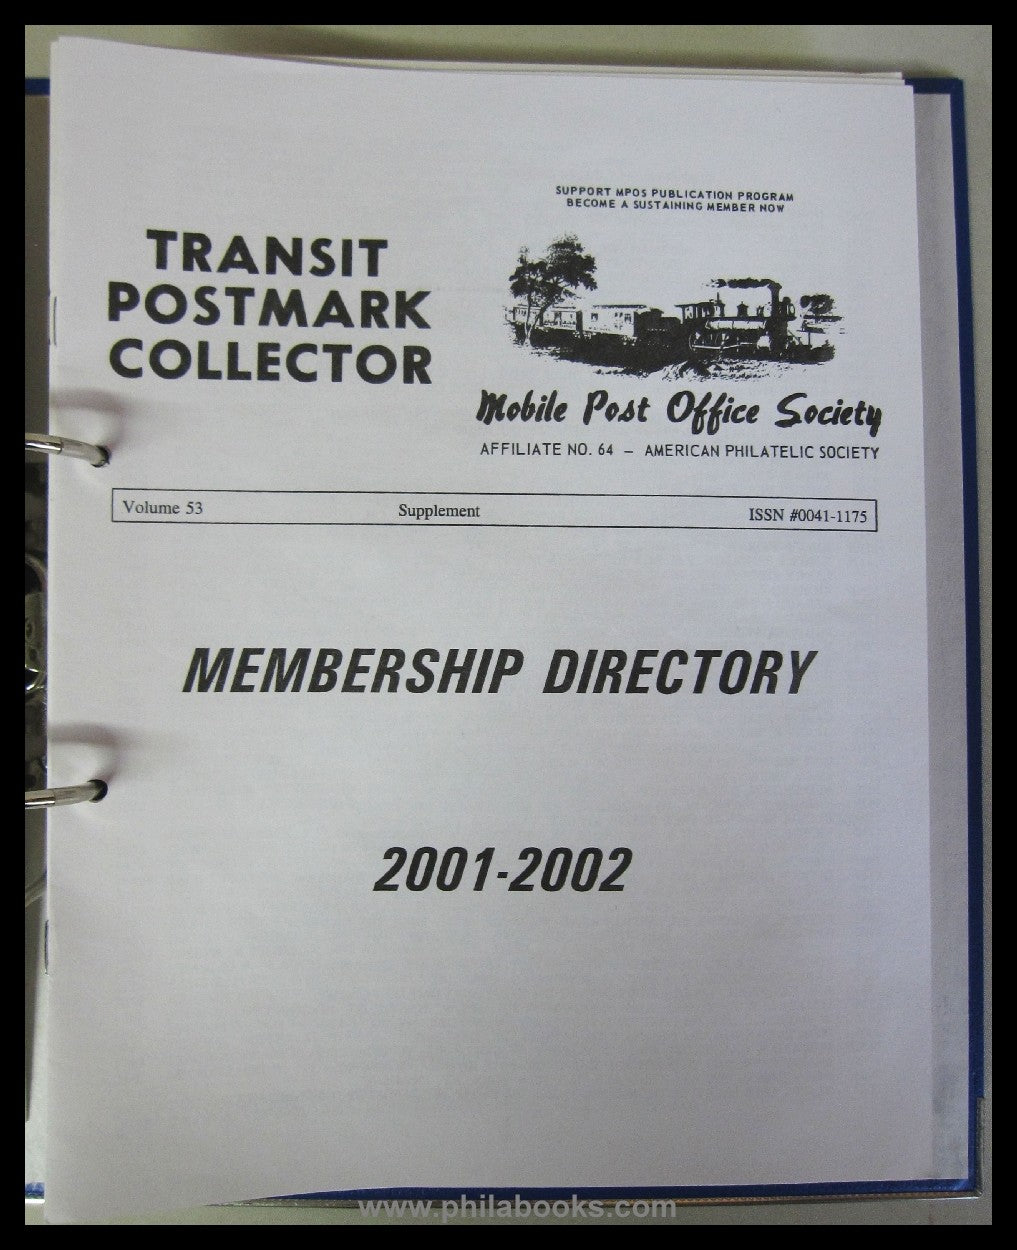 SUPPORT MPOS PUBLICATION PROGRAM
BECOME A SUSTAINING MEMBER NOW
TRANSIT
POSTMARK
COLLECTOR
Mobile Post Office Society
AFFILIATE NO. 64 – AMERICAN PHILATELIC SOCIETY
Volume 53 Supplement ISSN #0041-1175
MEMBERSHIP DIRECTORY
2001-2002
www.philabooks.com